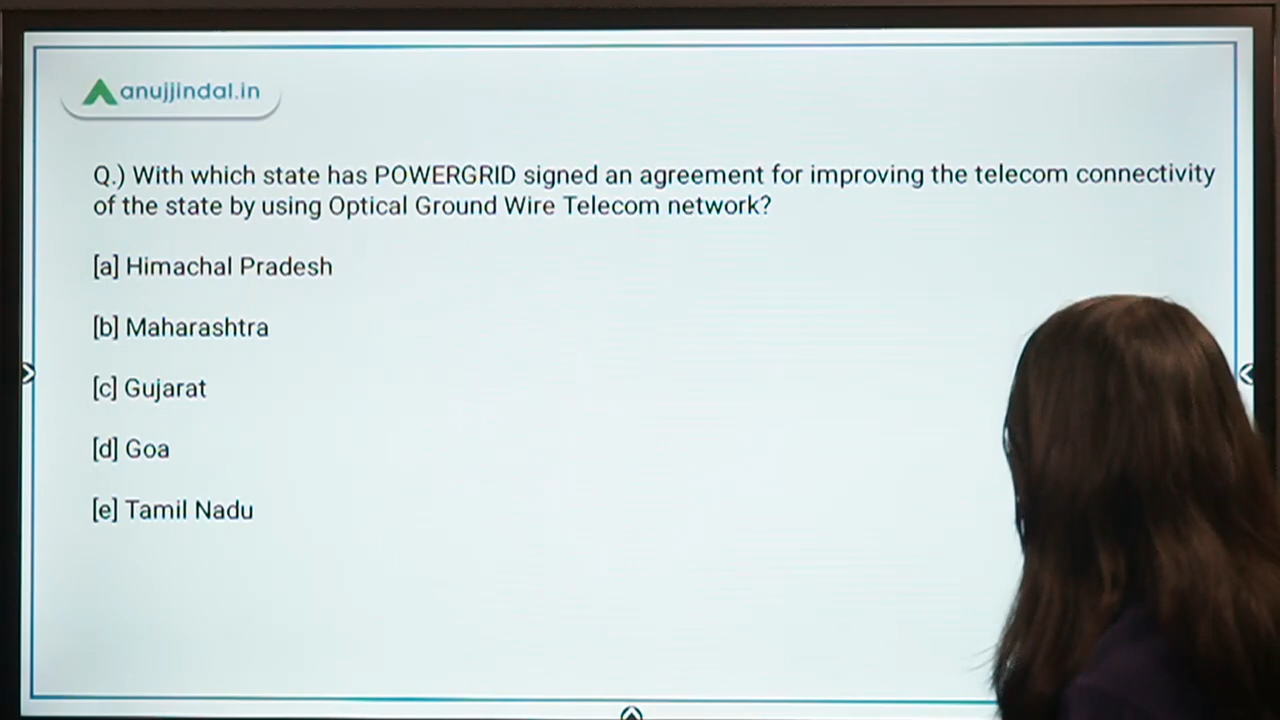 anujjindal.in
Q.) With which state has POWERGRID signed an agreement for improving the telecom connectivity
of the state by using Optical Ground Wire Telecom network?
[a] Himachal Pradesh
[b] Maharashtra
[c] Gujarat
[d] Goa
[e] Tamil Nadu